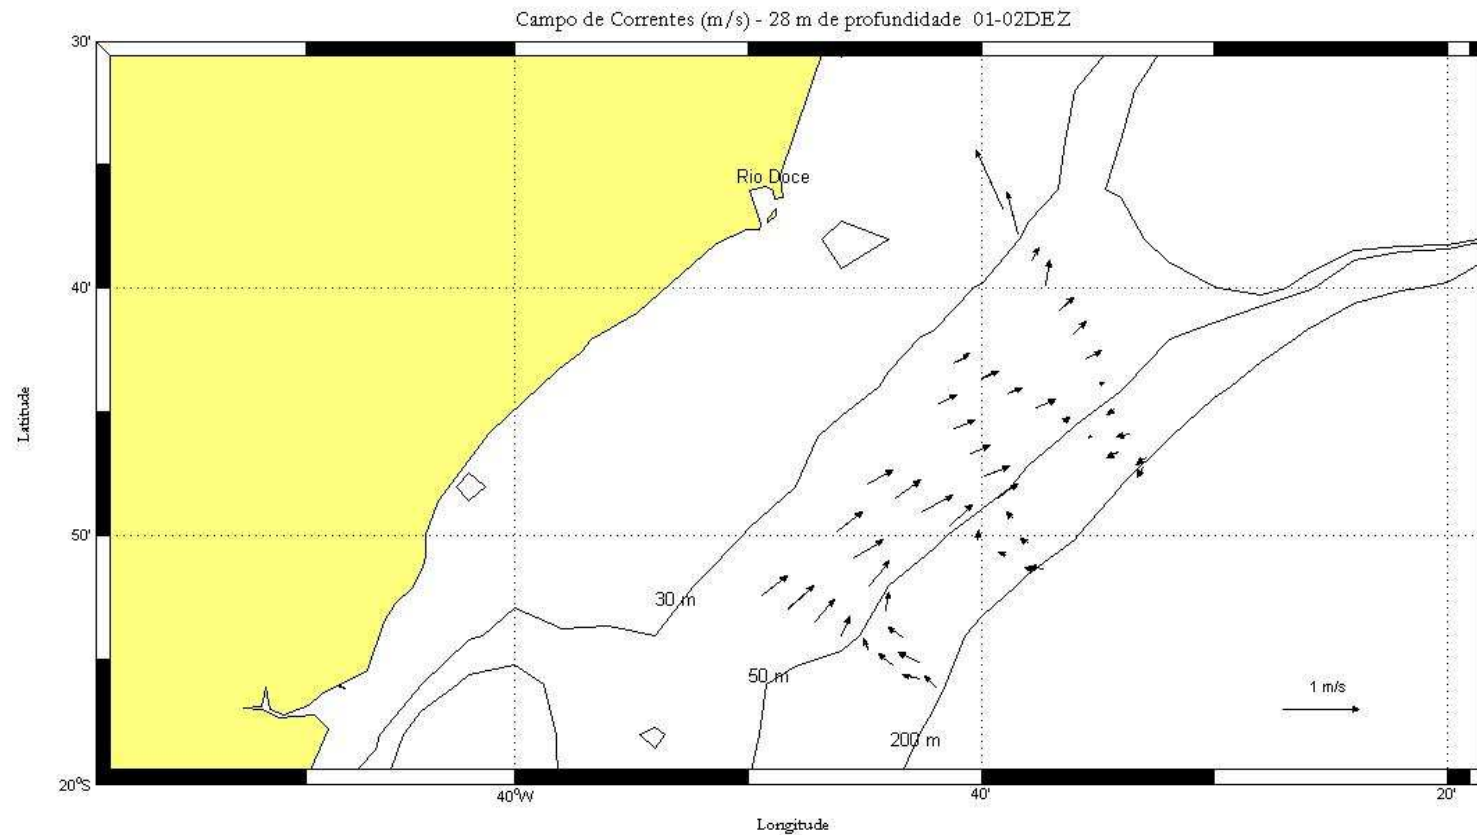 Campo de Correntes (m/s) - 28 m de profundidade 01-02DEZ
30'
Rio Doce
40'
Latitude
50'
30 m
50 m
1 m/s
200 m
20°S
40°W
40'
20'
Longitude